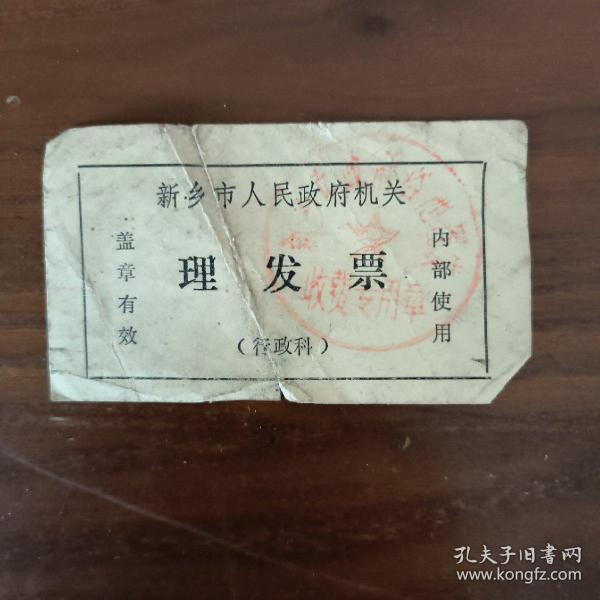 新乡市人民政府机关
盖章有效
理发票
内部使用
（行政科）
收费专用章
孔夫子旧书网
www.kongfz.com